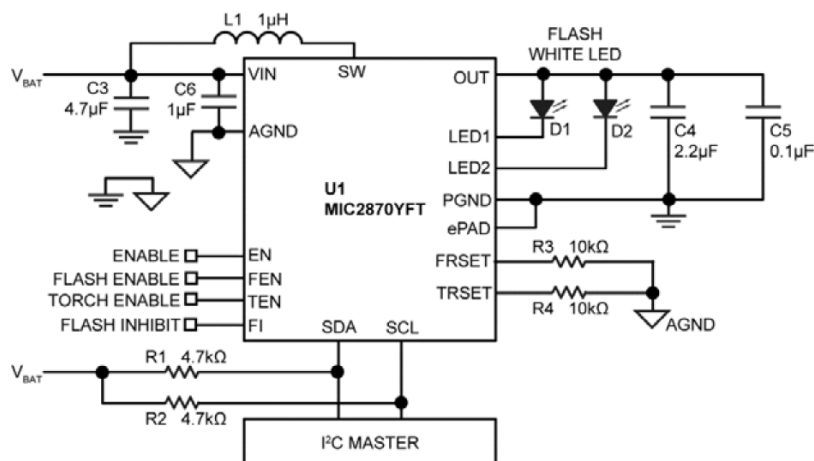 L1 1µH
FLASH
WHITE LED
V_BAT
VIN
SW
OUT
C3
4.7µF
C6
1µF
AGND
LED1
D1
D2
C4
2.2µF
C5
0.1µF
LED2
U1
MIC2870YFT
PGND
ePAD
ENABLE
EN
FLASH ENABLE
FEN
TORCH ENABLE
TEN
FLASH INHIBIT
FI
FRSET
R3 10kΩ
TRSET
R4 10kΩ
AGND
SDA
SCL
V_BAT
R1 4.7kΩ
R2 4.7kΩ
I²C MASTER